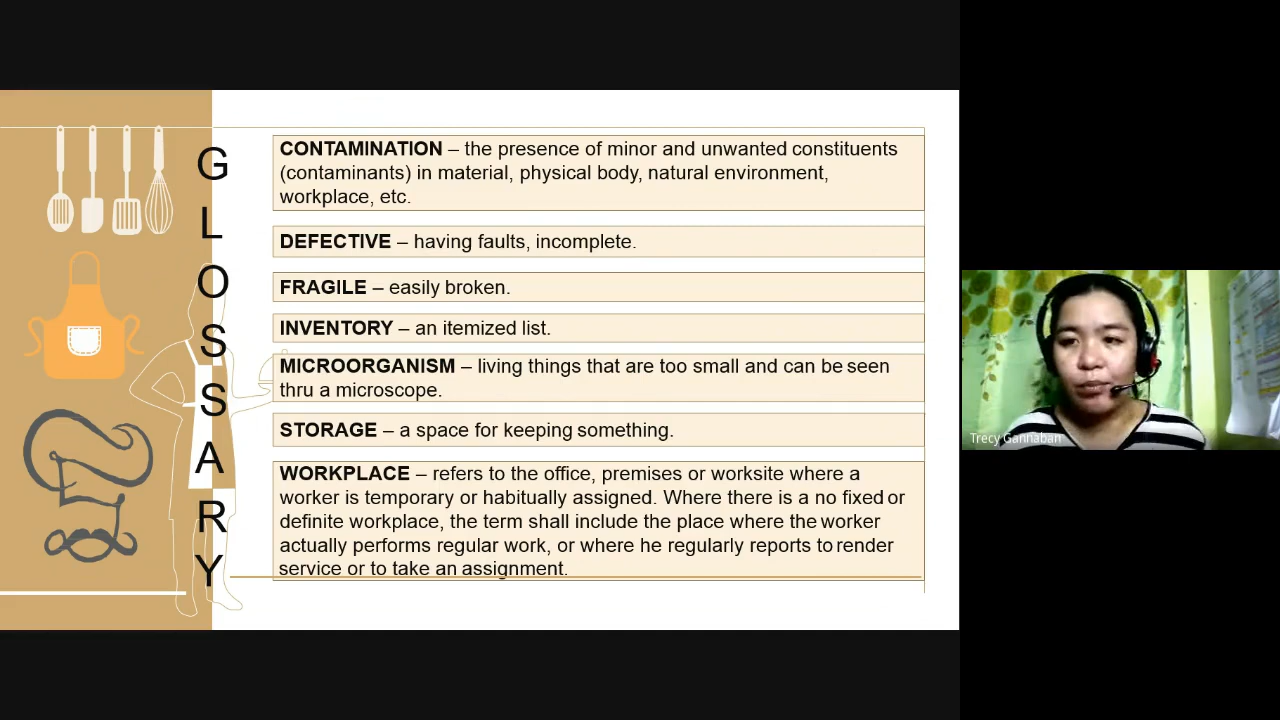 GLOSSARY
CONTAMINATION – the presence of minor and unwanted constituents
(contaminants) in material, physical body, natural environment,
workplace, etc.
DEFECTIVE – having faults, incomplete.
FRAGILE – easily broken.
INVENTORY – an itemized list.
MICROORGANISM – living things that are too small and can be seen
thru a microscope.
STORAGE – a space for keeping something.
WORKPLACE – refers to the office, premises or worksite where a
worker is temporary or habitually assigned. Where there is a no fixed or
definite workplace, the term shall include the place where the worker
actually performs regular work, or where he regularly reports to render
service or to take an assignment.
Trecy Gannaban